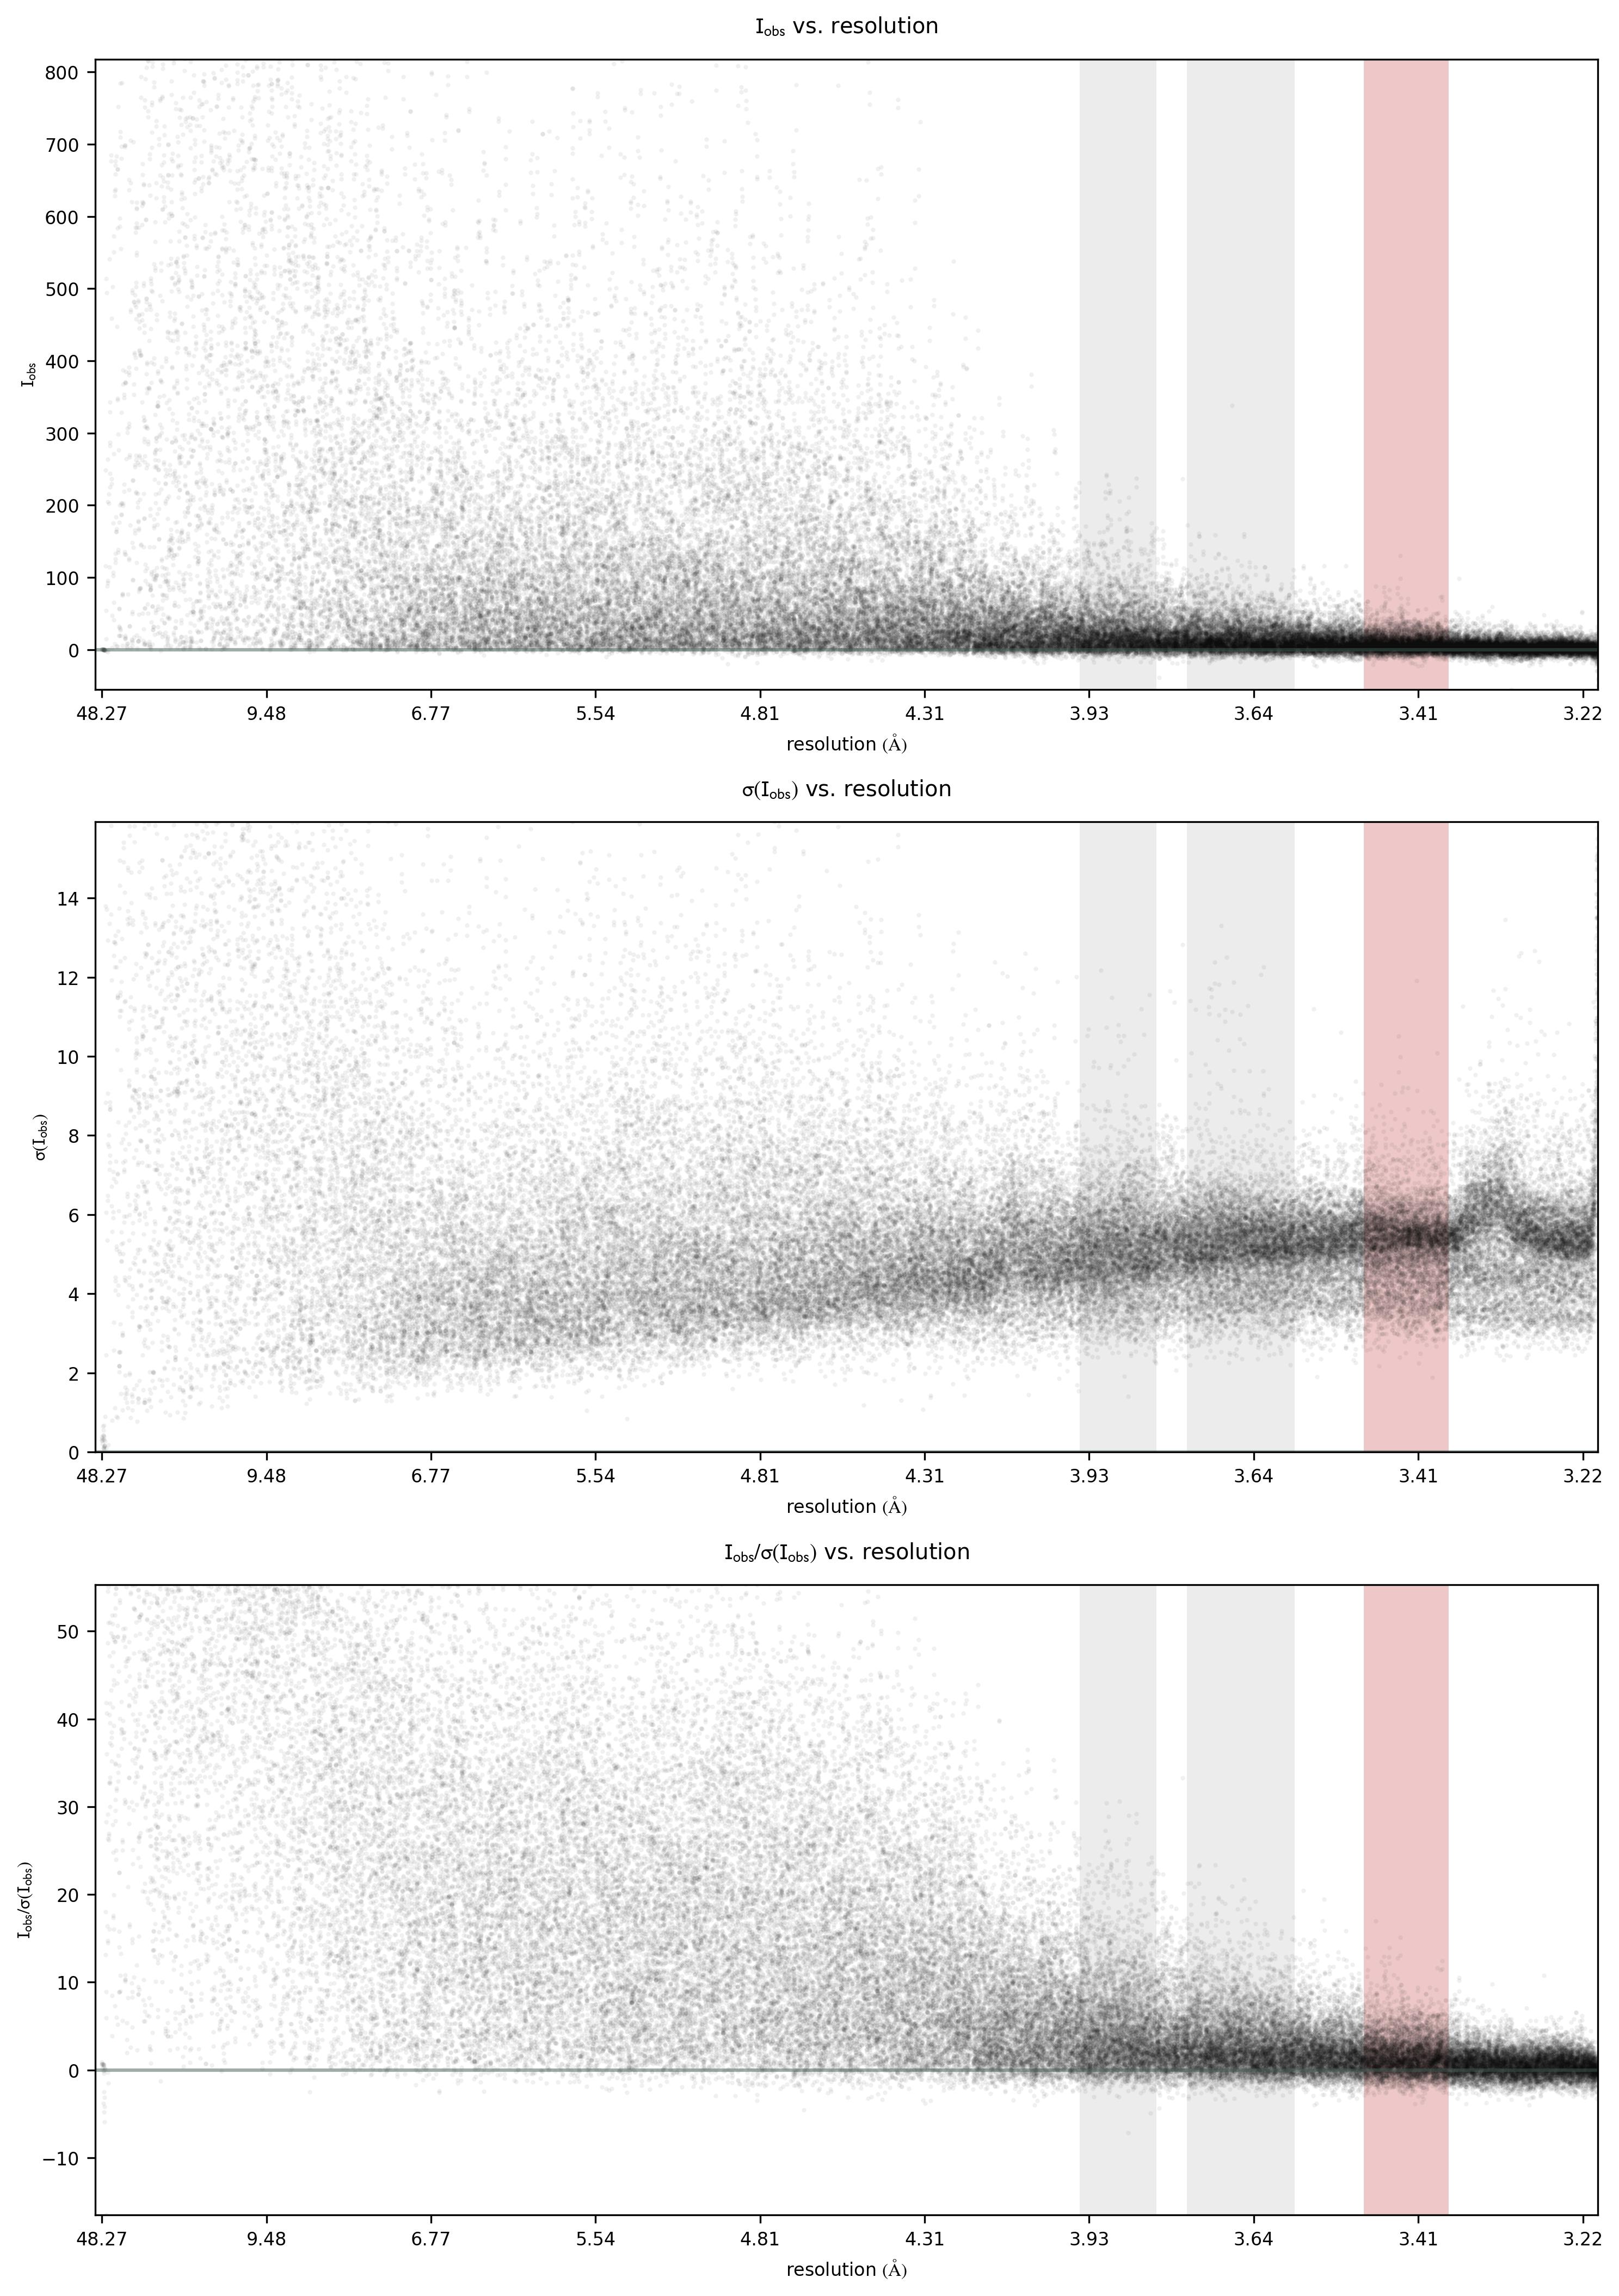 Iobs vs. resolution
800
700
600
500
400
300
200
100
0
Iobs
48.27 9.48 6.77 5.54 4.81 4.31 3.93 3.64 3.41 3.22
resolution (Å)
σ(Iobs) vs. resolution
14
12
10
8
6
4
2
0
σ(Iobs)
48.27 9.48 6.77 5.54 4.81 4.31 3.93 3.64 3.41 3.22
resolution (Å)
Iobs/σ(Iobs) vs. resolution
50
40
30
20
10
0
−10
Iobs/σ(Iobs)
48.27 9.48 6.77 5.54 4.81 4.31 3.93 3.64 3.41 3.22
resolution (Å)